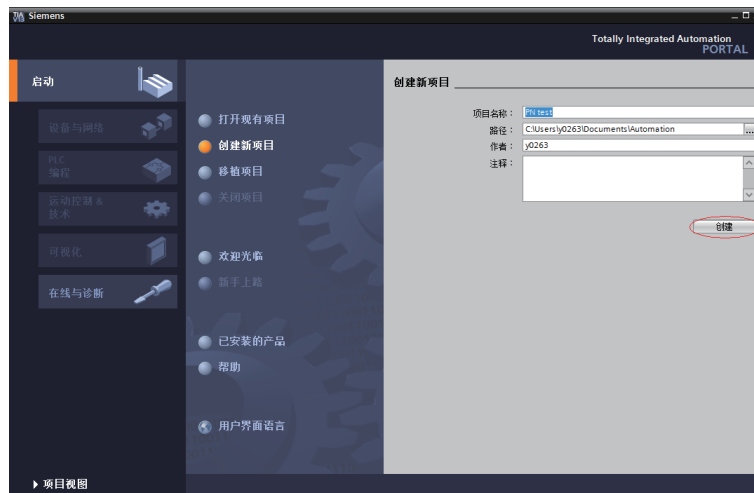 Siemens
Totally Integrated Automation
PORTAL
启动
设备与网络
PLC
编程
运动控制 &
技术
可视化
在线与诊断
打开现有项目
创建新项目
移植项目
关闭项目
欢迎光临
新手上路
已安装的产品
帮助
用户界面语言
创建新项目
项目名称：PN test
路径：C:\Users\y0263\Documents\Automation ...
作者：y0263
注释：
创建
项目视图